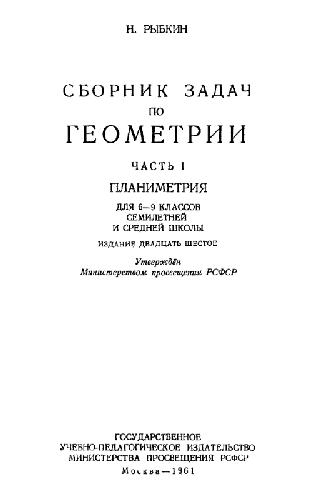 Н. РЫБКИН
СБОРНИК ЗАДАЧ
ПО
ГЕОМЕТРИИ
ЧАСТЬ I
ПЛАНИМЕТРИЯ
ДЛЯ 6—9 КЛАССОВ
СЕМИЛЕТНЕЙ
И СРЕДНЕЙ ШКОЛЫ
ИЗДАНИЕ ДВАДЦАТЬ ШЕСТОЕ
Утверждён
Министерством просвещения РСФСР
ГОСУДАРСТВЕННОЕ
УЧЕБНО-ПЕДАГОГИЧЕСКОЕ ИЗДАТЕЛЬСТВО
МИНИСТЕРСТВА ПРОСВЕЩЕНИЯ РСФСР
Москва—1961